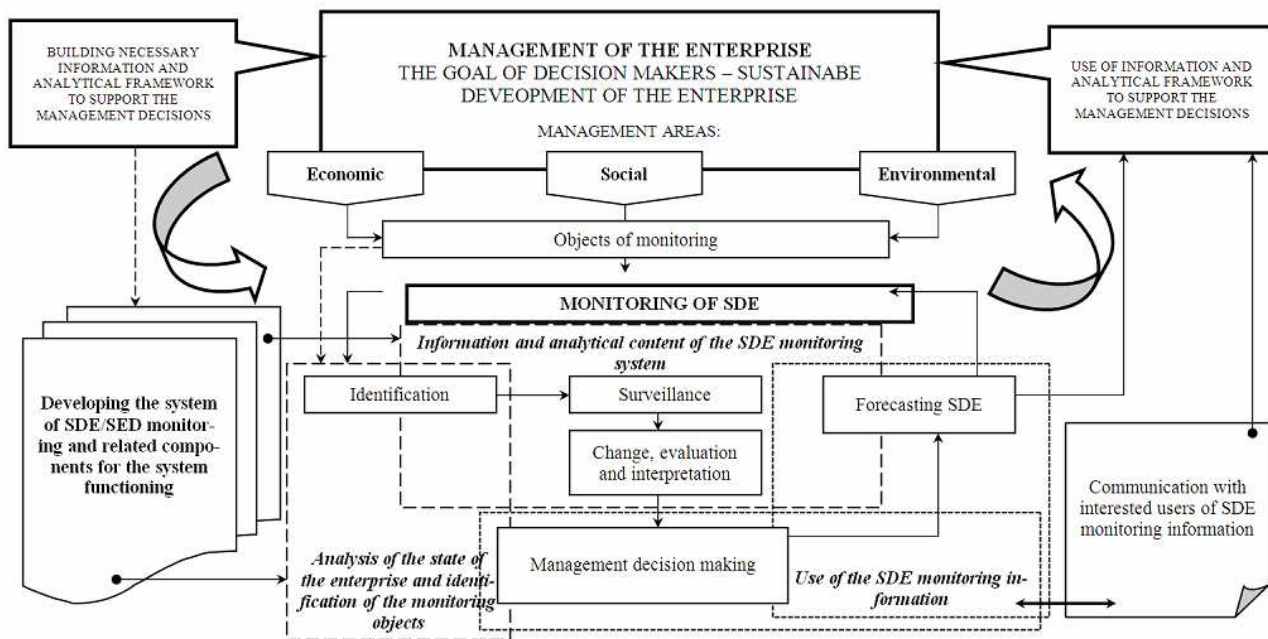 BUILDING NECESSARY
INFORMATION AND
ANALYTICAL FRAMEWORK
TO SUPPORT THE
MANAGEMENT DECISIONS
MANAGEMENT OF THE ENTERPRISE
THE GOAL OF DECISION MAKERS – SUSTAINABE
DEVEOPMENT OF THE ENTERPRISE
MANAGEMENT AREAS:
USE OF INFORMATION AND
ANALYTICAL FRAMEWORK
TO SUPPORT THE
MANAGEMENT DECISIONS
Economic
Social
Environmental
Objects of monitoring
MONITORING OF SDE
Information and analytical content of the SDE monitoring
system
Identification
Surveillance
Forecasting SDE
Developing the system
of SDE/SED monitor-
ing and related compo-
nents for the system
functioning
Change, evaluation
and interpretation
Communication with
interested users of SDE
monitoring information
Management decision making
Analysis of the state of
the enterprise and identi-
fication of the monitoring
objects
Use of the SDE monitoring in-
formation